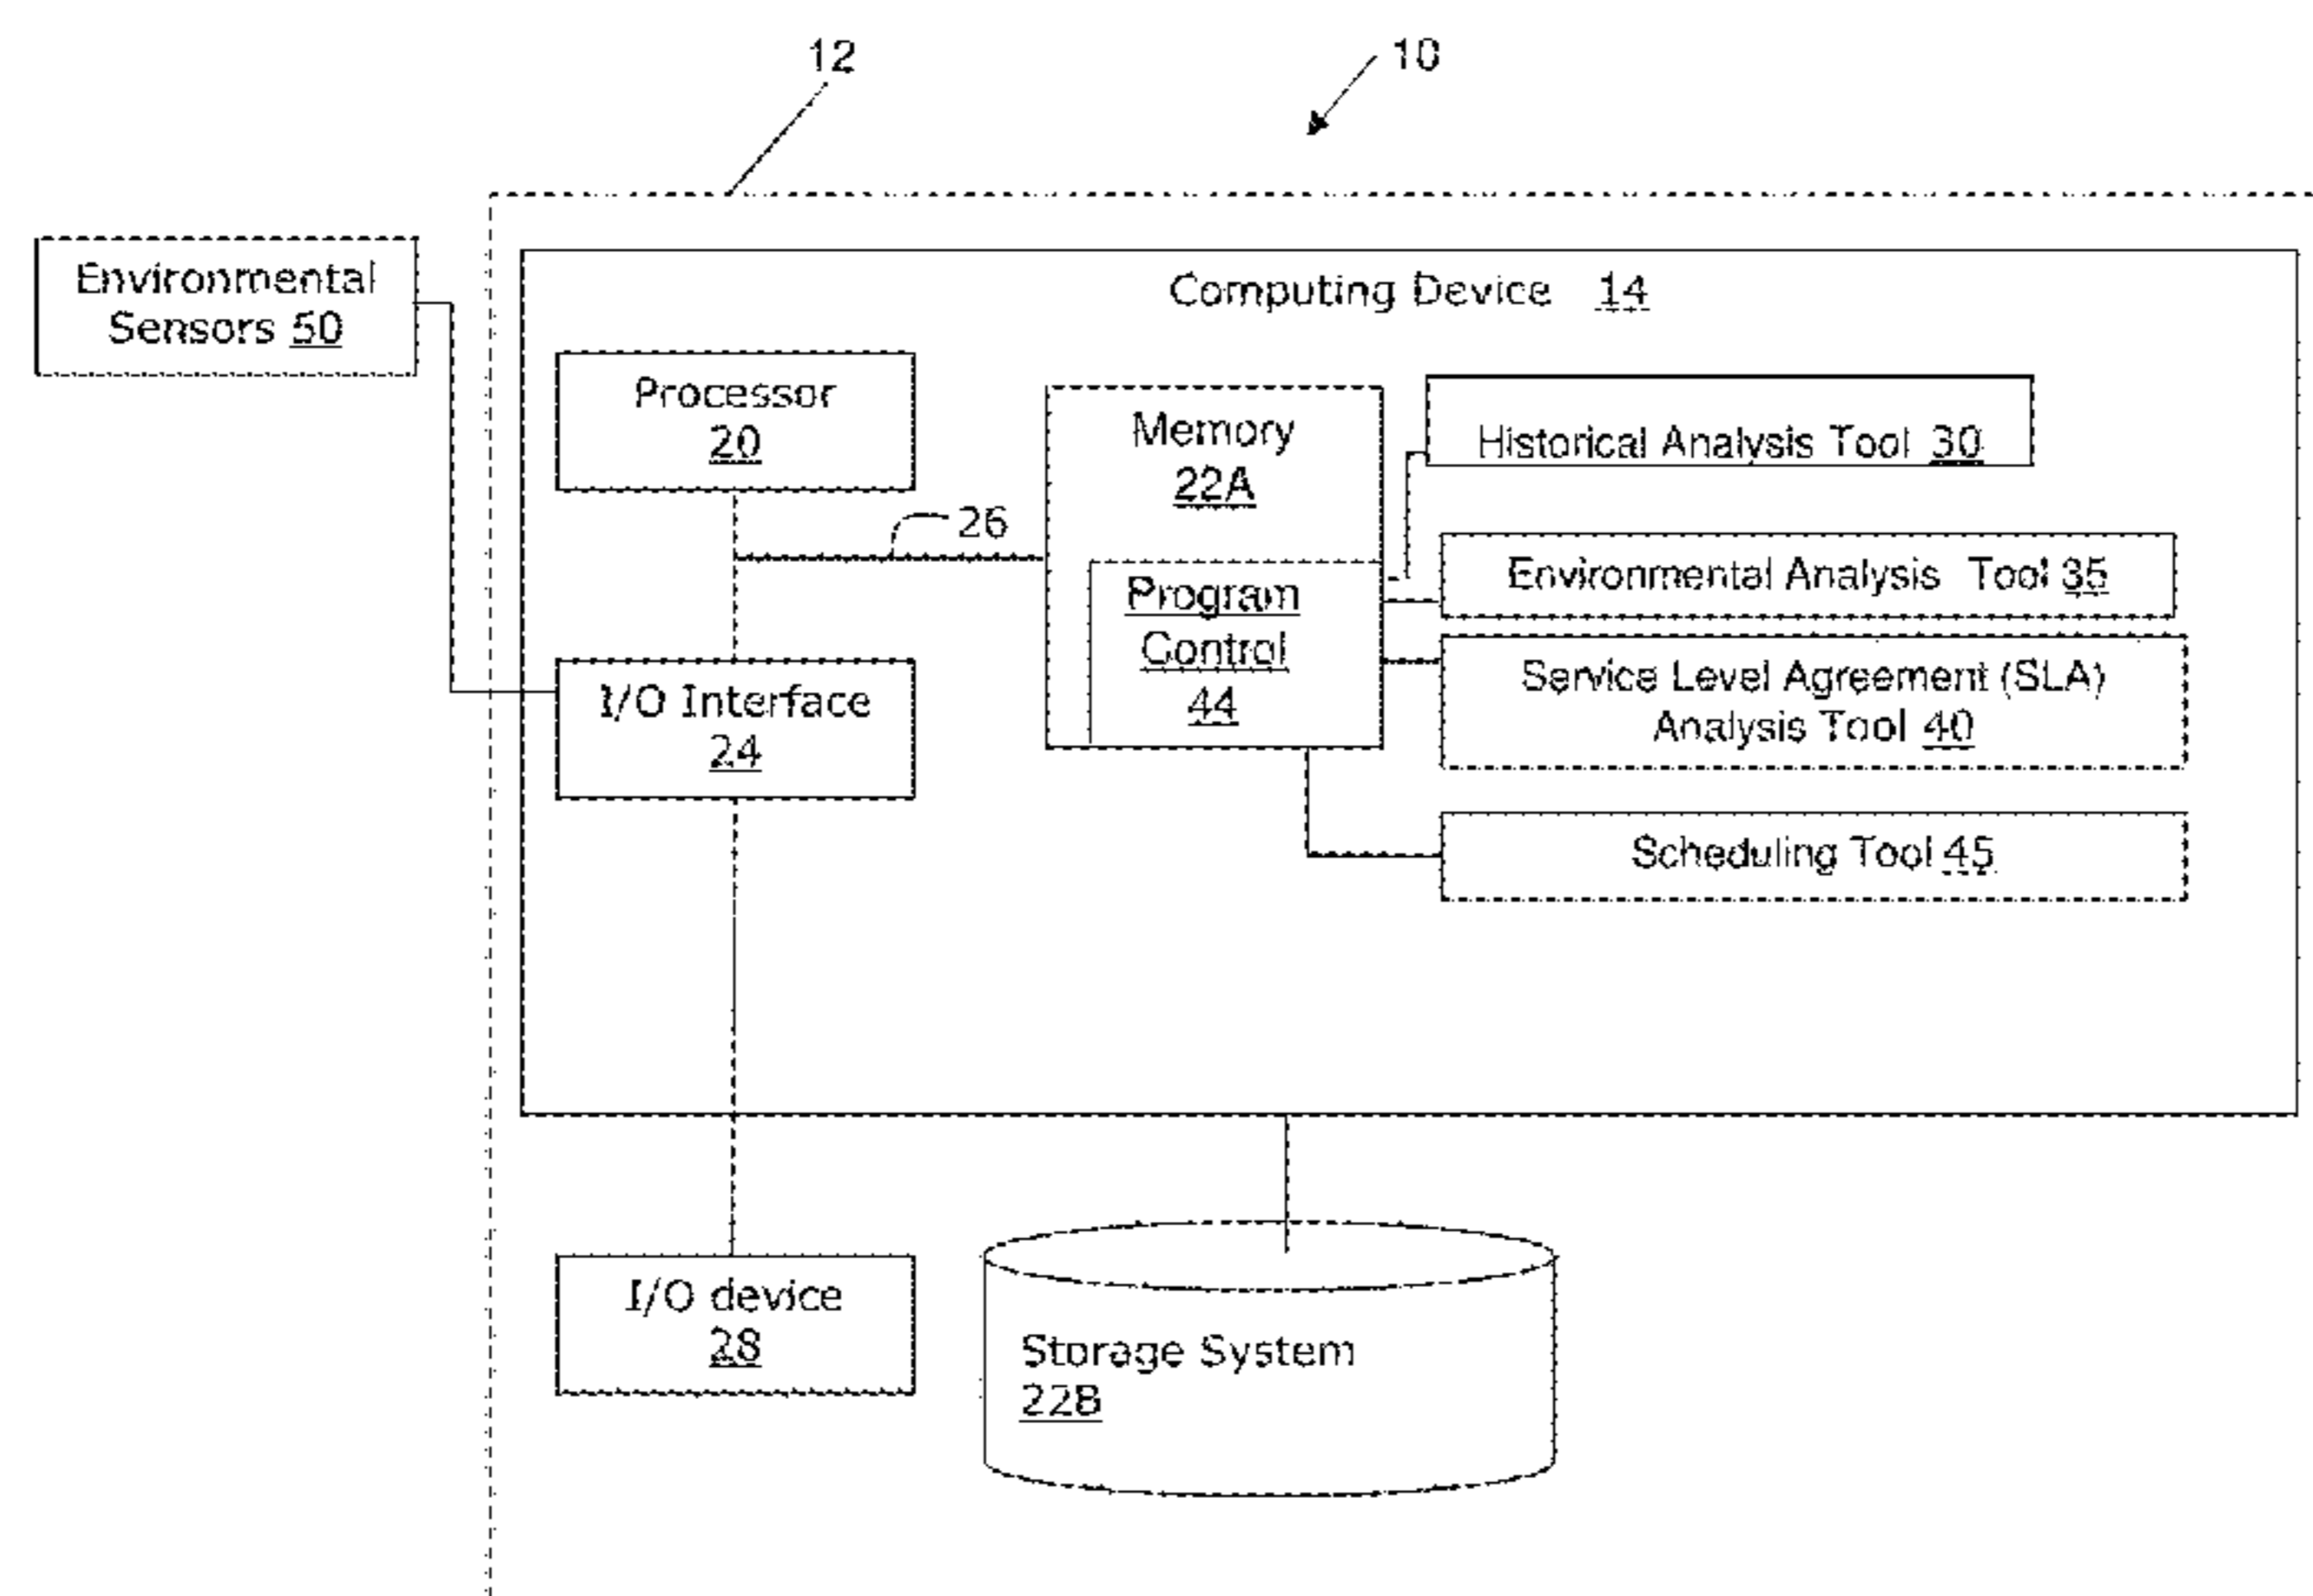 12
10
Environmental
Sensors 50
Computing Device 14
Processor
20
Memory
22A
Historical Analysis Tool 30
26
Environmental Analysis Tool 35
Program
Control
44
I/O Interface
24
Service Level Agreement (SLA)
Analysis Tool 40
Scheduling Tool 45
I/O device
28
Storage System
22B